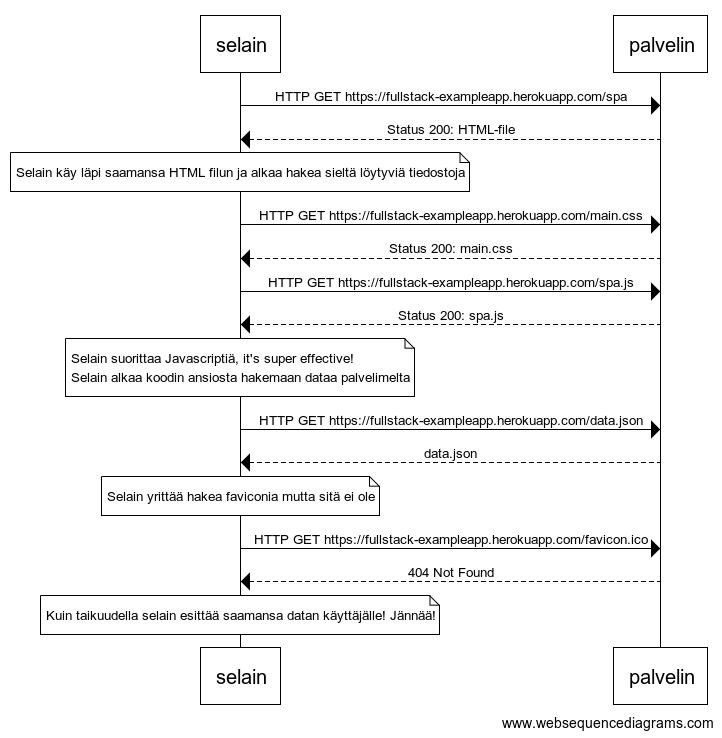 selain
palvelin
HTTP GET https://fullstack-exampleapp.herokuapp.com/spa
Status 200: HTML-file
Selain käy läpi saamansa HTML filun ja alkaa hakea sieltä löytyviä tiedostoja
HTTP GET https://fullstack-exampleapp.herokuapp.com/main.css
Status 200: main.css
HTTP GET https://fullstack-exampleapp.herokuapp.com/spa.js
Status 200: spa.js
Selain suorittaa Javascriptiä, it's super effective!
Selain alkaa koodin ansiosta hakemaan dataa palvelimelta
HTTP GET https://fullstack-exampleapp.herokuapp.com/data.json
data.json
Selain yrittää hakea faviconia mutta sitä ei ole
HTTP GET https://fullstack-exampleapp.herokuapp.com/favicon.ico
404 Not Found
Kuin taikuudella selain esittää saamansa datan käyttäjälle! Jännää!
selain
palvelin
www.websequencediagrams.com